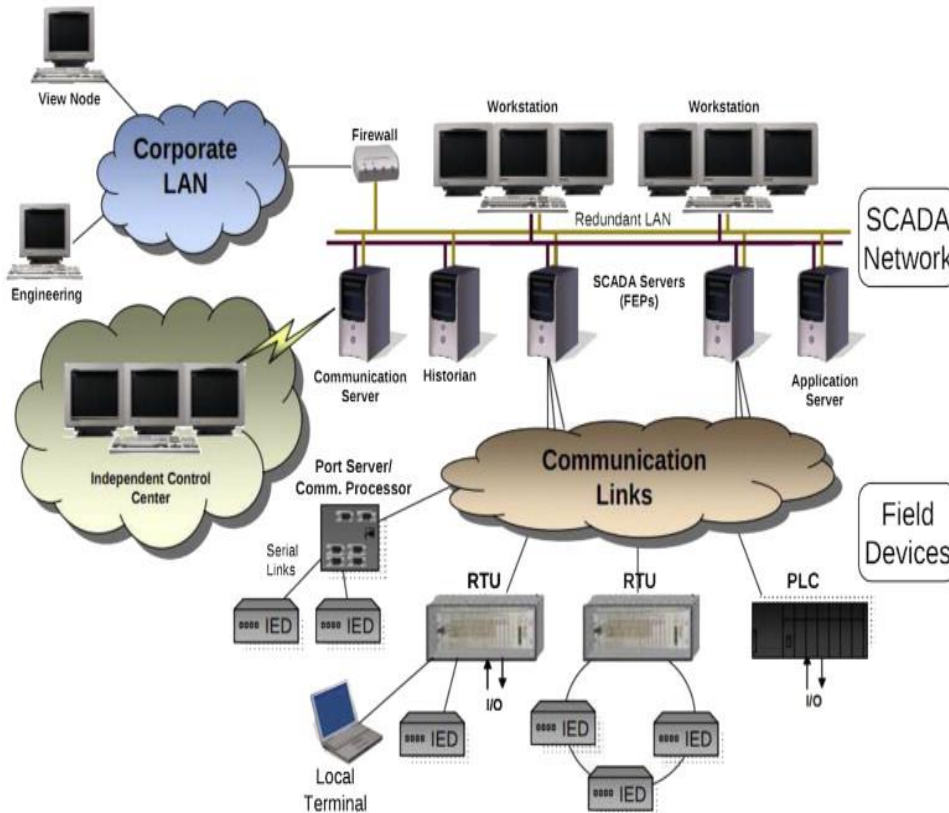 View Node
Corporate
LAN
Firewall
Workstation
Workstation
Redundant LAN
SCADA
Network
Engineering
SCADA Servers
(FEPs)
Communication
Server
Historian
Application
Server
Independent Control
Center
Port Server/
Comm. Processor
Communication
Links
Field
Devices
Serial
Links
RTU
RTU
PLC
IED
IED
I/O
I/O
IED
IED
IED
IED
Local
Terminal